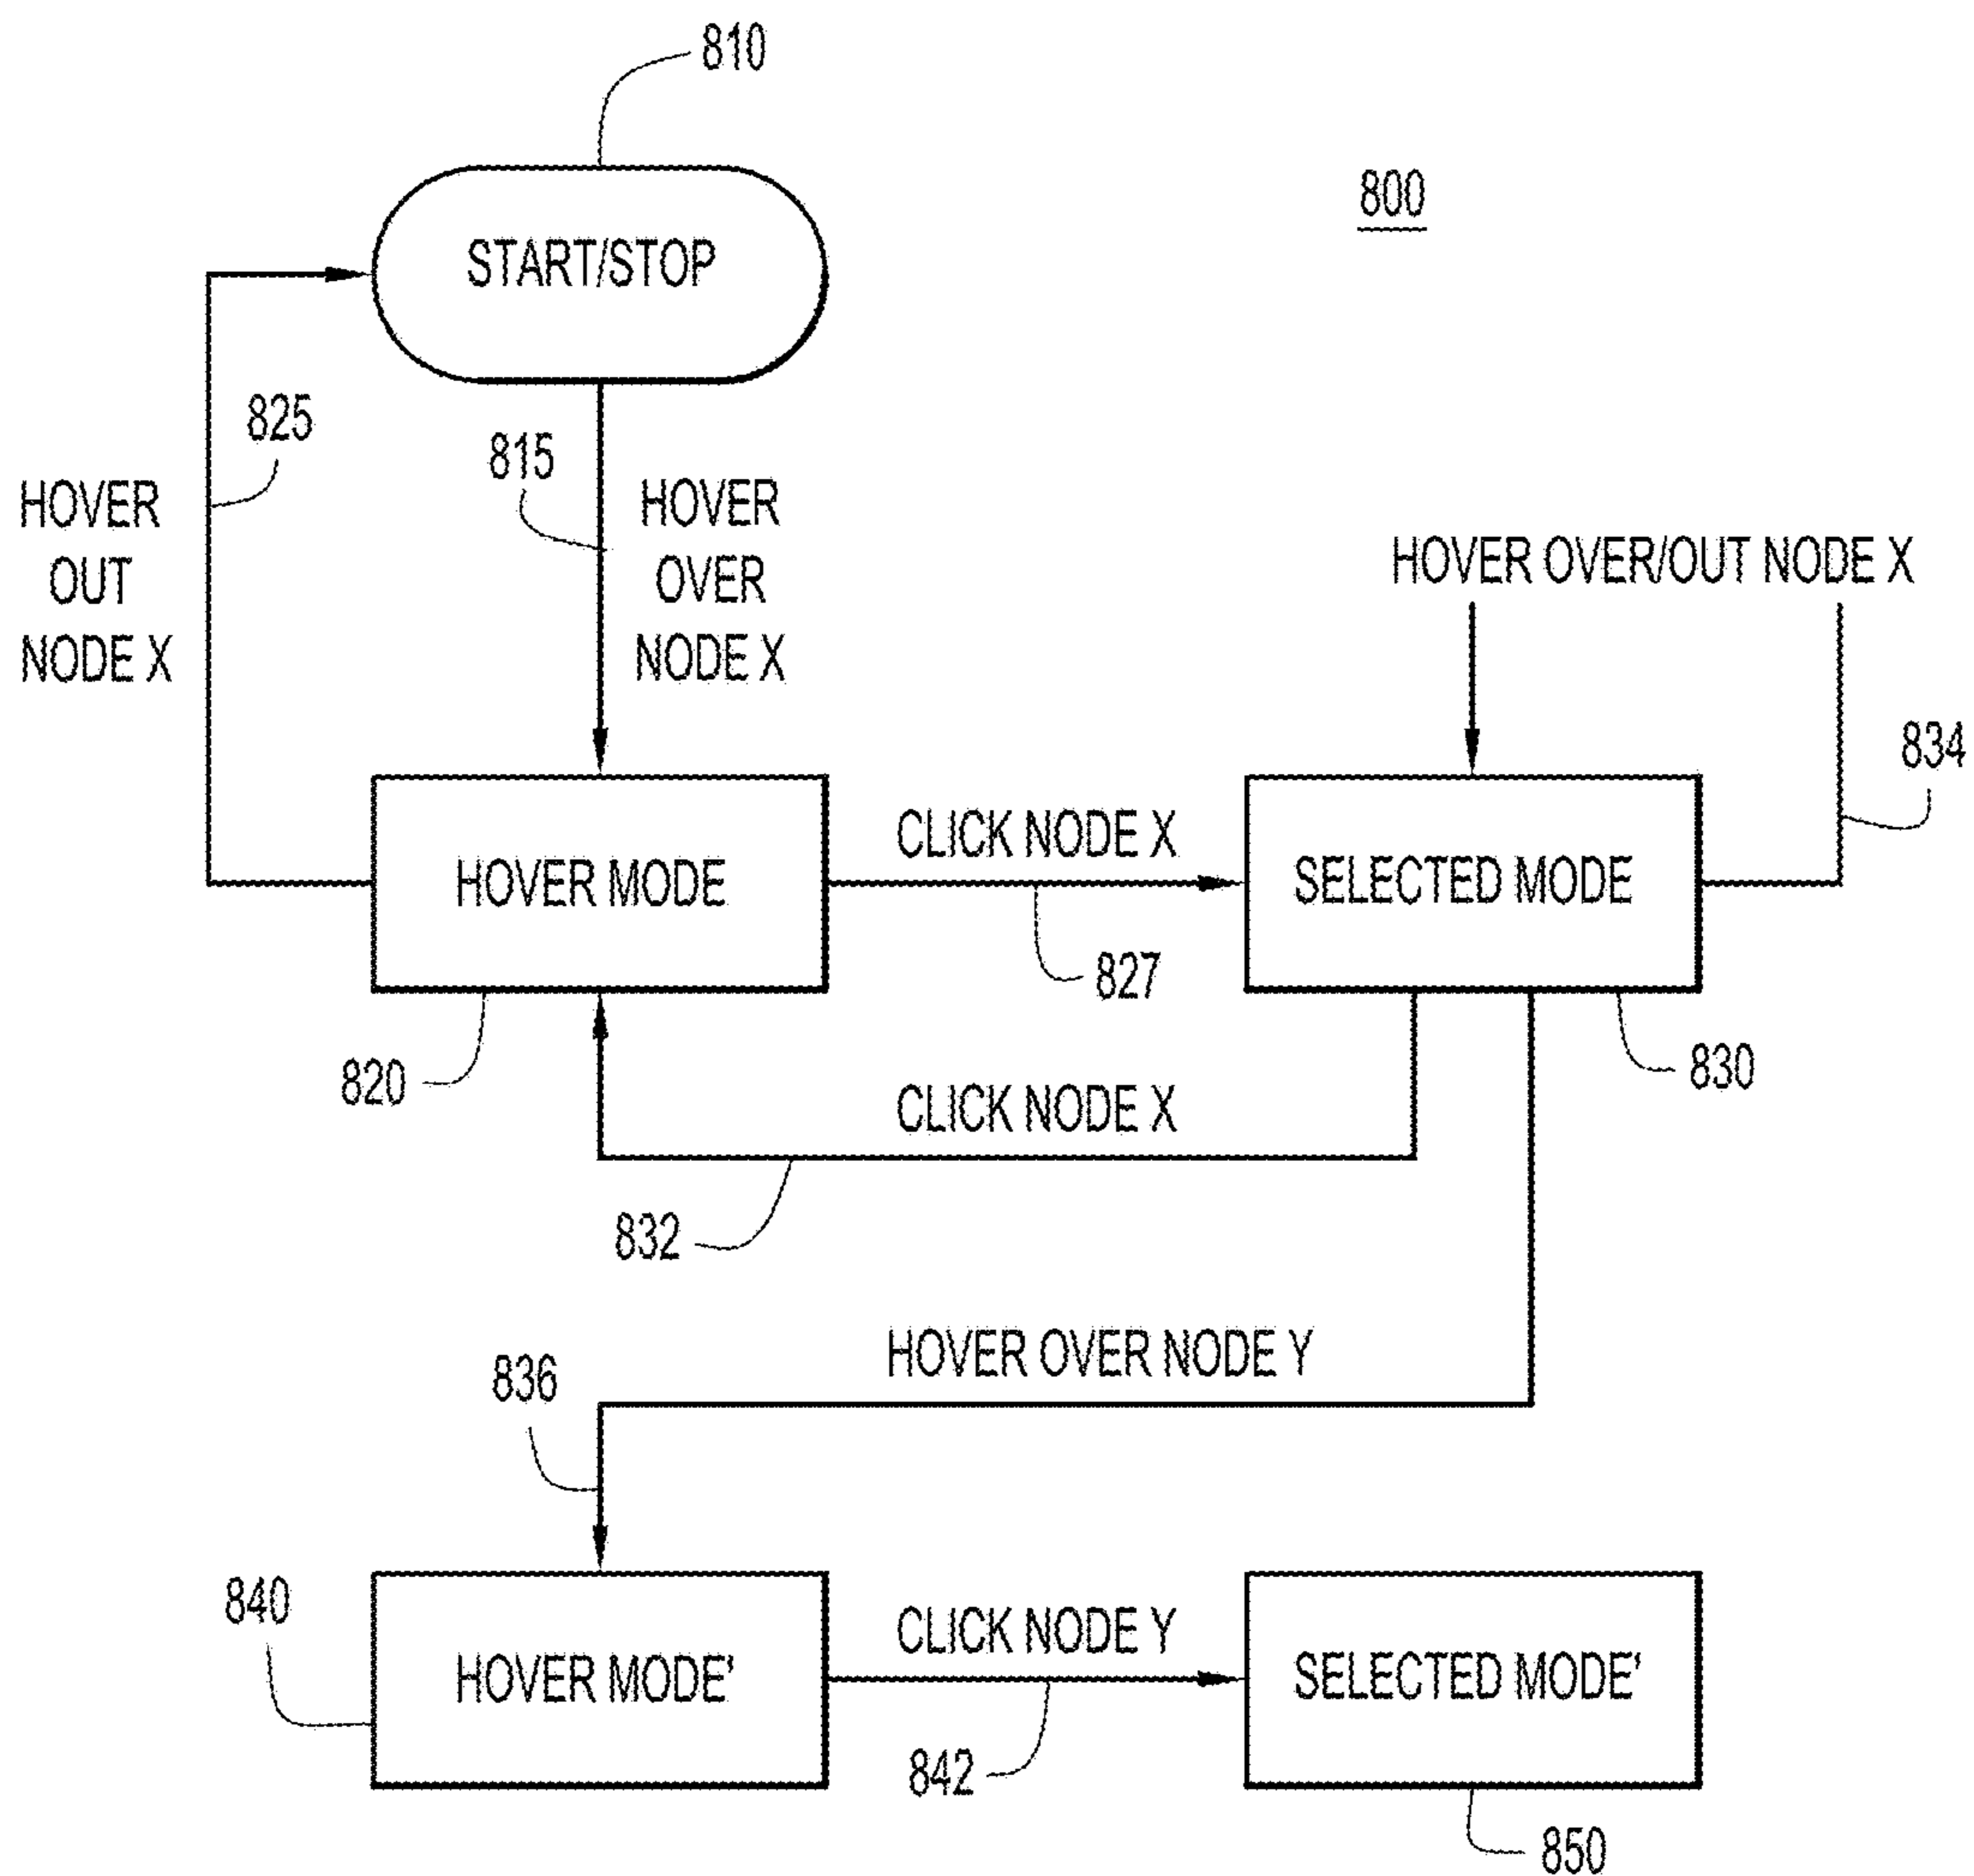 810
800
START/STOP
825
815
HOVER
OUT
NODE X
HOVER
OVER
NODE X
HOVER OVER/OUT NODE X
834
HOVER MODE
CLICK NODE X
SELECTED MODE
827
820
830
CLICK NODE X
832
HOVER OVER NODE Y
836
840
HOVER MODE'
CLICK NODE Y
SELECTED MODE'
842
850